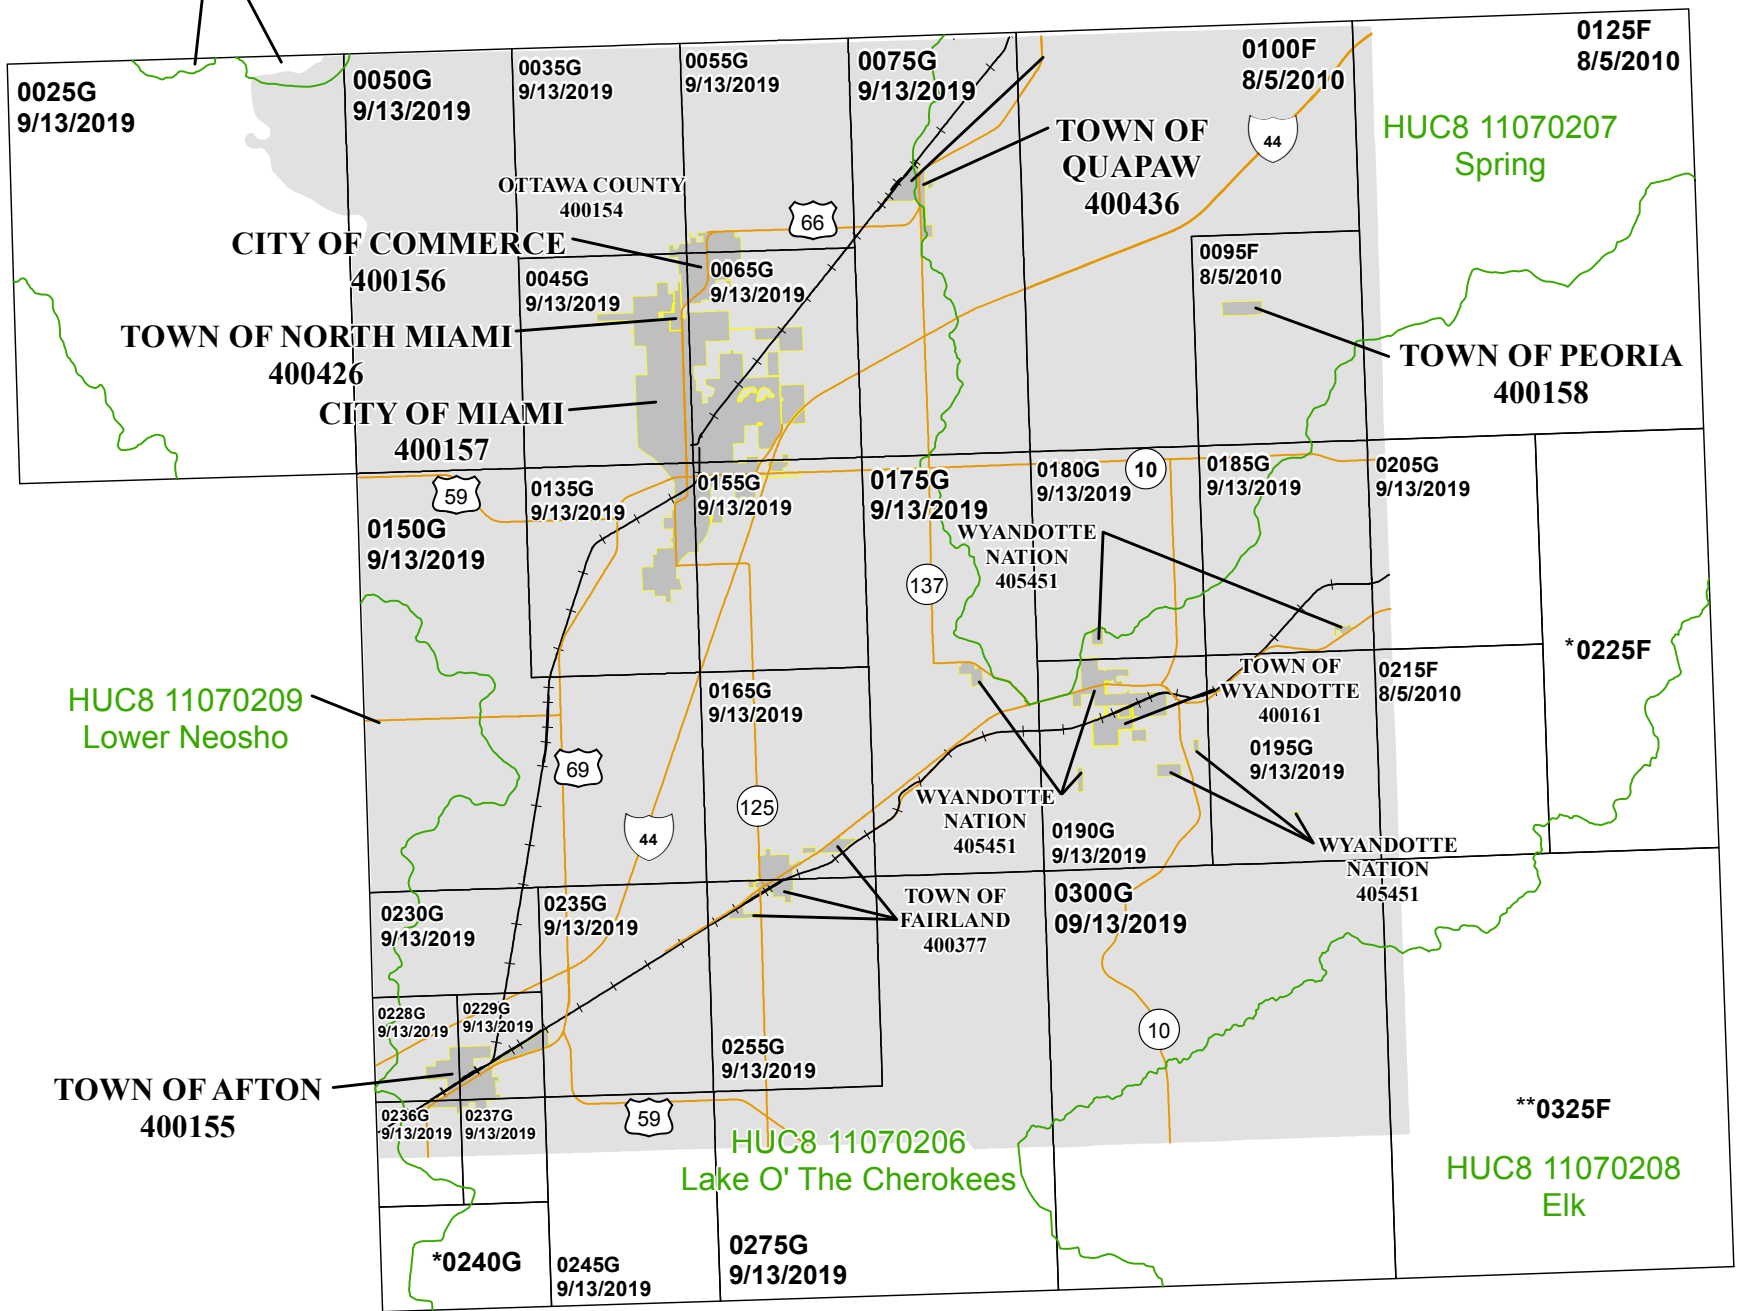 0025G
9/13/2019
0050G
9/13/2019
0035G
9/13/2019
0055G
9/13/2019
0075G
9/13/2019
0100F
8/5/2010
0125F
8/5/2010
44
HUC8 11070207
Spring
TOWN OF
QUAPAW
400436
OTTAWA COUNTY
400154
66
CITY OF COMMERCE
400156
0045G
9/13/2019
0065G
9/13/2019
0095F
8/5/2010
TOWN OF NORTH MIAMI
400426
TOWN OF PEORIA
400158
CITY OF MIAMI
400157
59
0150G
9/13/2019
0135G
9/13/2019
0155G
9/13/2019
0175G
9/13/2019
0180G
9/13/2019
10
0185G
9/13/2019
0205G
9/13/2019
WYANDOTTE
NATION
405451
137
*0225F
HUC8 11070209
Lower Neosho
0165G
9/13/2019
TOWN OF
WYANDOTTE
400161
0215F
8/5/2010
69
125
44
0195G
9/13/2019
WYANDOTTE
NATION
405451
0190G
9/13/2019
WYANDOTTE
NATION
405451
0230G
9/13/2019
0235G
9/13/2019
TOWN OF
FAIRLAND
400377
0300G
09/13/2019
0228G
9/13/2019
0229G
9/13/2019
0255G
9/13/2019
10
TOWN OF AFTON
400155
0236G
9/13/2019
0237G
9/13/2019
59
HUC8 11070206
Lake O' The Cherokees
**0325F
HUC8 11070208
Elk
*0240G
0245G
9/13/2019
0275G
9/13/2019